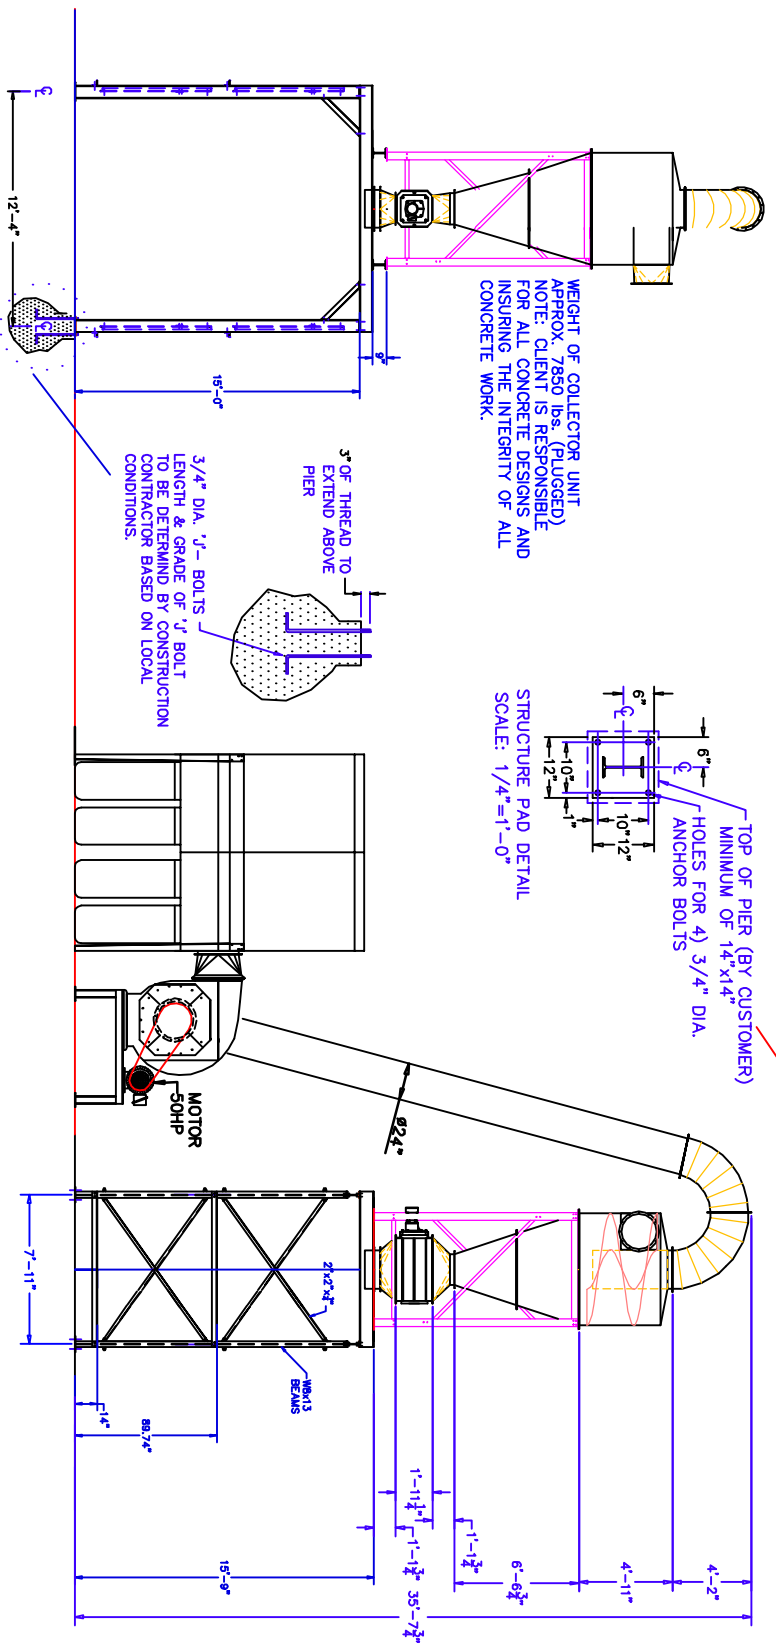 WEIGHT OF COLLECTOR UNIT
APPROX. 7850 lbs. (PLUGGED)
NOTE: CLIENT IS RESPONSIBLE
FOR ALL CONCRETE DESIGNS AND
INSURING THE INTEGRITY OF ALL
CONCRETE WORK.
12'-4"
15'-0"
9"
3" OF THREAD TO
EXTEND ABOVE
PIER
3/4" DIA. 'J'- BOLTS
LENGTH & GRADE OF 'J' BOLT
TO BE DETERMIND BY CONSTRUCTION
CONTRACTOR BASED ON LOCAL
CONDITIONS.
TOP OF PIER (BY CUSTOMER)
MINIMUM OF 14"x14"
HOLES FOR 4) 3/4" DIA.
ANCHOR BOLTS
6"
6"
10"
12"
1"
10"
12"
STRUCTURE PAD DETAIL
SCALE: 1/4"=1'-0"
MOTOR
50HP
Ø24"
7'-11"
W8x13
BEAMS
14"
89.74"
15'-9"
1'-1 3/4"
1'-11 1/4"
1'-1 3/4"
6'-6 3/4"
4'-11"
4'-2"
35'-7 3/4"